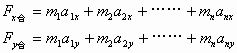 F_{x合} = m_1a_{1x} + m_2a_{2x} + ⋯⋯ + m_na_{nx}
F_{y合} = m_1a_{1y} + m_2a_{2y} + ⋯⋯ + m_na_{ny}